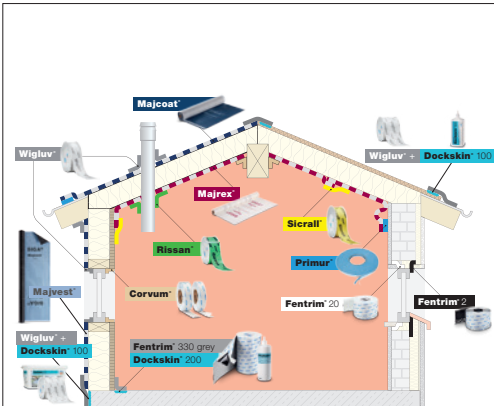 Majcoat®
Wigluv®
Wigluv® + Dockskin® 100
Majrex®
Sicrall®
Rissan®
Primur®
Majvest®
Corvum®
Fentrim® 20
Fentrim® 2
Wigluv® +
Dockskin® 100
Fentrim® 330 grey
Dockskin® 200